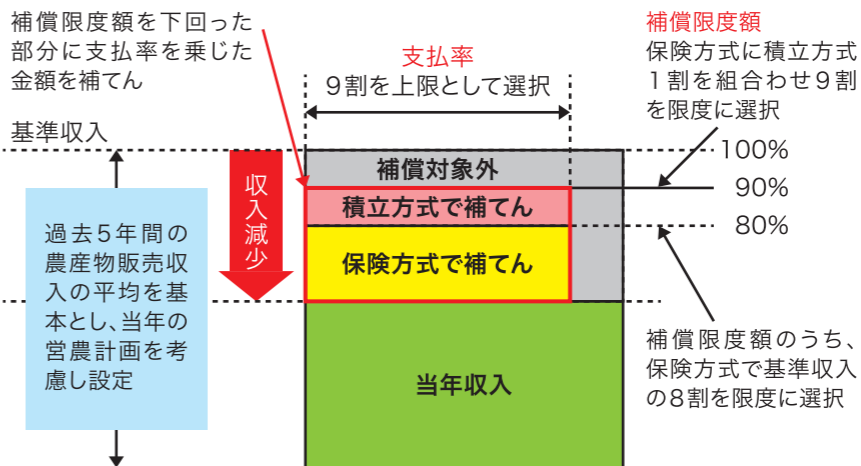 補償限度額を下回った
部分に支払率を乗じた
金額を補てん
支払率
9割を上限として選択
補償限度額
保険方式に積立方式
1割を組合わせ9割
を限度に選択
基準収入
100%
90%
80%
補償対象外
積立方式で補てん
保険方式で補てん
当年収入
収入減少
過去5年間の
農産物販売収
入の平均を基
本とし、当年の
営農計画を考
慮し設定
補償限度額のうち、
保険方式で基準収入
の8割を限度に選択